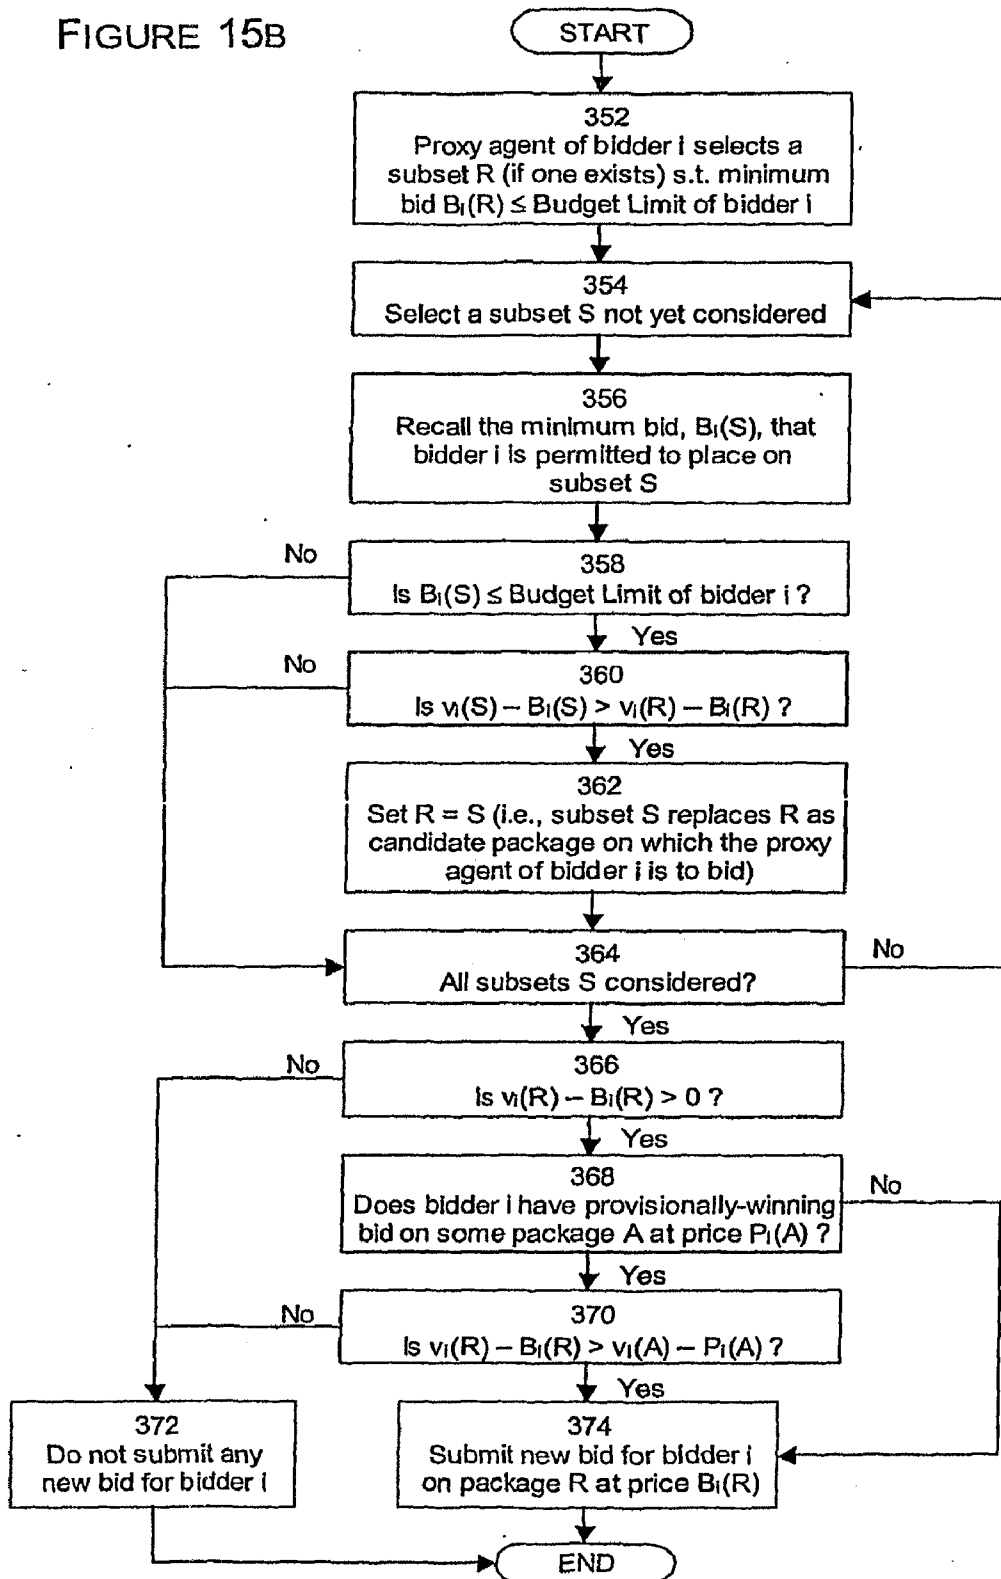 FIGURE 15B
START
352
Proxy agent of bidder i selects a
subset R (if one exists) s.t. minimum
bid Bi(R) ≤ Budget Limit of bidder i
354
Select a subset S not yet considered
356
Recall the minimum bid, Bi(S), that
bidder i is permitted to place on
subset S
No
358
Is Bi(S) ≤ Budget Limit of bidder i ?
Yes
No
360
Is vi(S) – Bi(S) > vi(R) – Bi(R) ?
Yes
362
Set R = S (i.e., subset S replaces R as
candidate package on which the proxy
agent of bidder i is to bid)
364
All subsets S considered?
No
Yes
No
366
Is vi(R) – Bi(R) > 0 ?
Yes
368
Does bidder i have provisionally-winning
bid on some package A at price Pi(A) ?
No
Yes
No
370
Is vi(R) – Bi(R) > vi(A) – Pi(A) ?
Yes
372
Do not submit any
new bid for bidder i
374
Submit new bid for bidder i
on package R at price Bi(R)
END